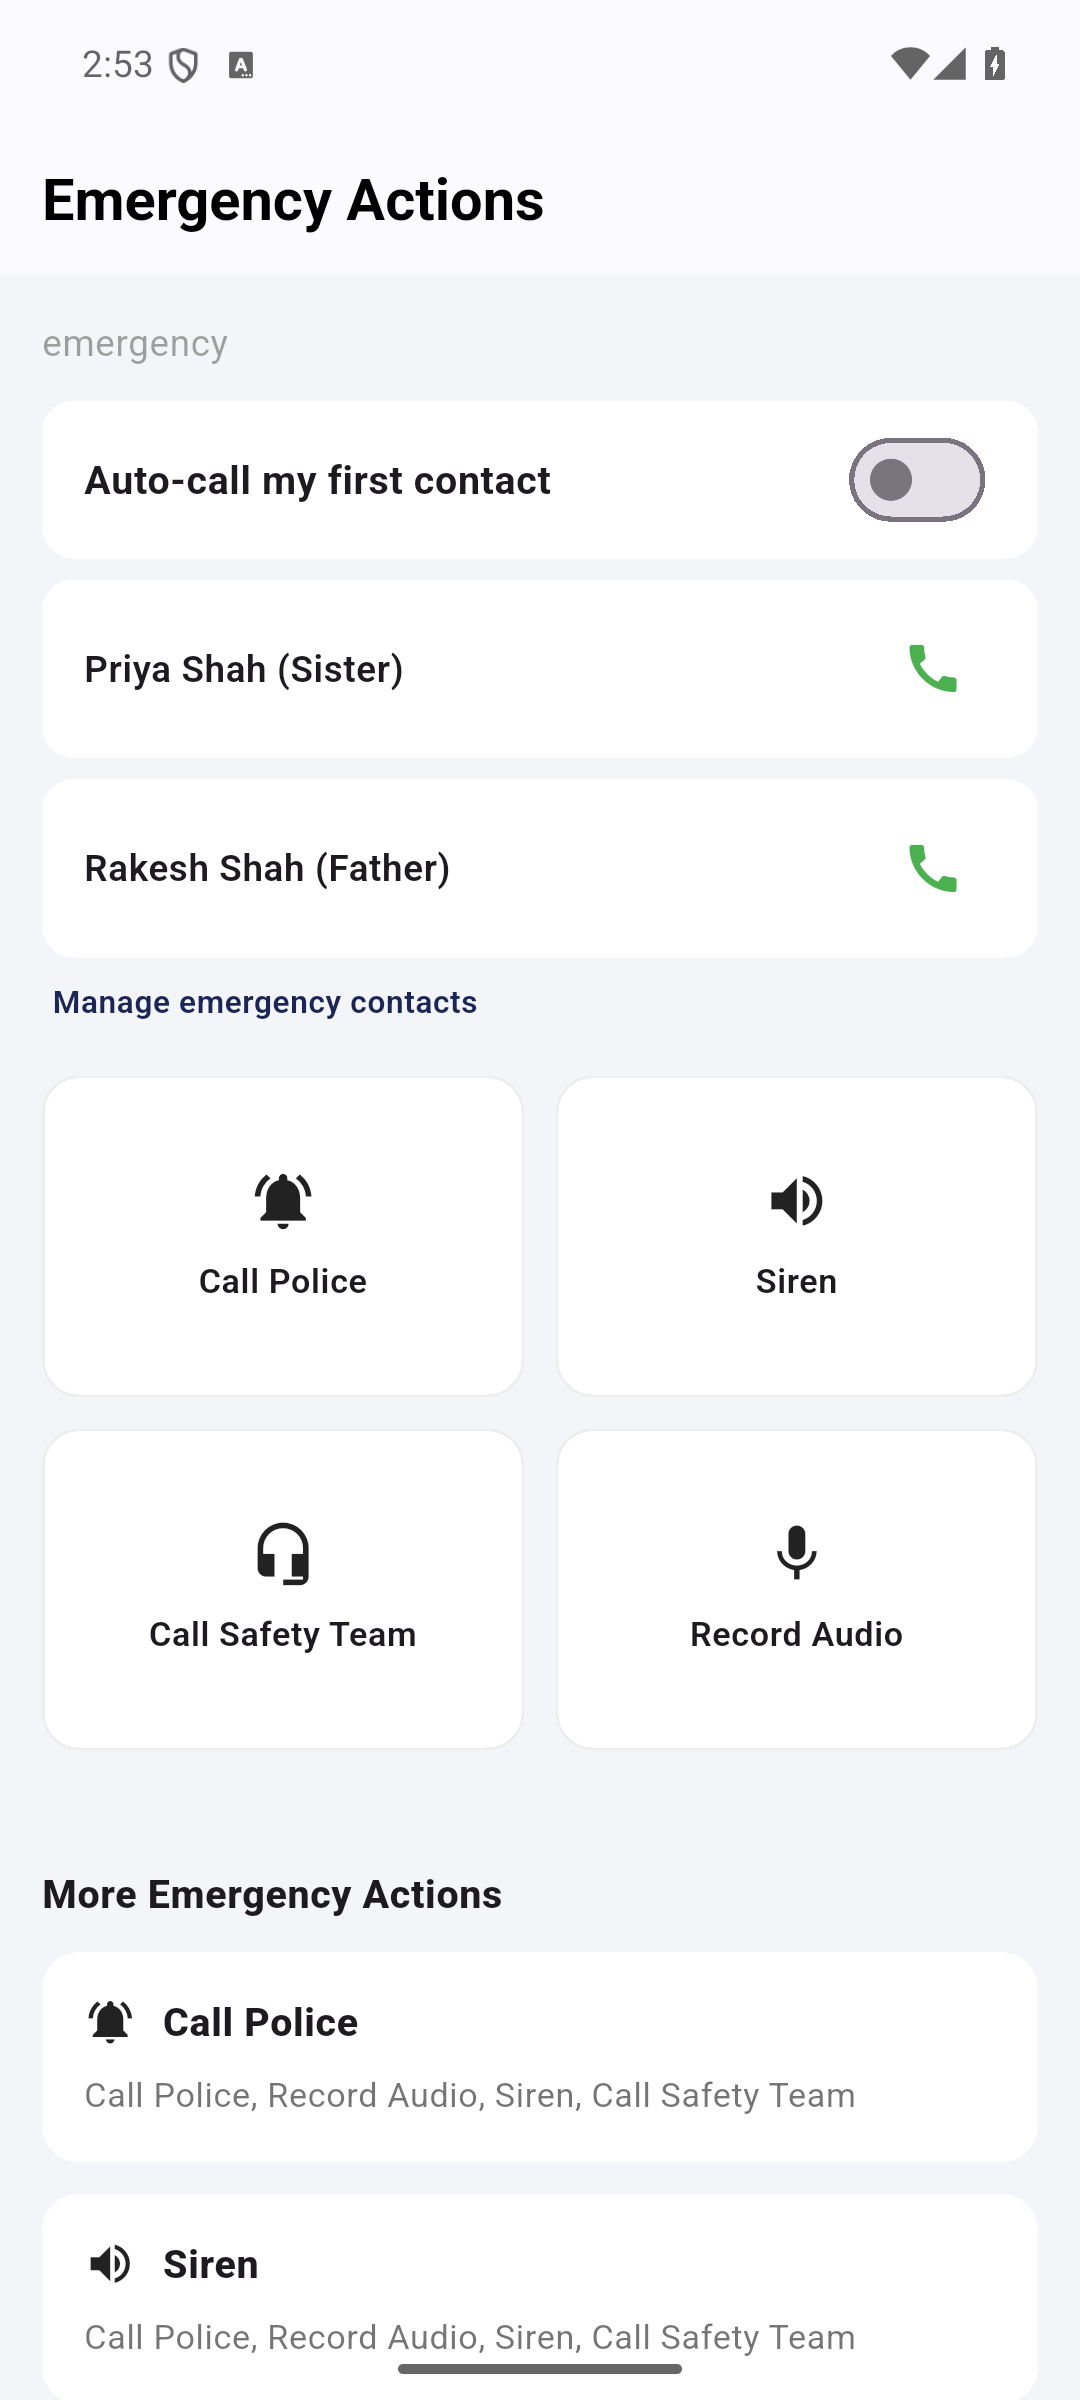 2:53
Emergency Actions
emergency
Auto-call my first contact
Priya Shah (Sister)
Rakesh Shah (Father)
Manage emergency contacts
Call Police
Siren
Call Safety Team
Record Audio
More Emergency Actions
Call Police
Call Police, Record Audio, Siren, Call Safety Team
Siren
Call Police, Record Audio, Siren, Call Safety Team